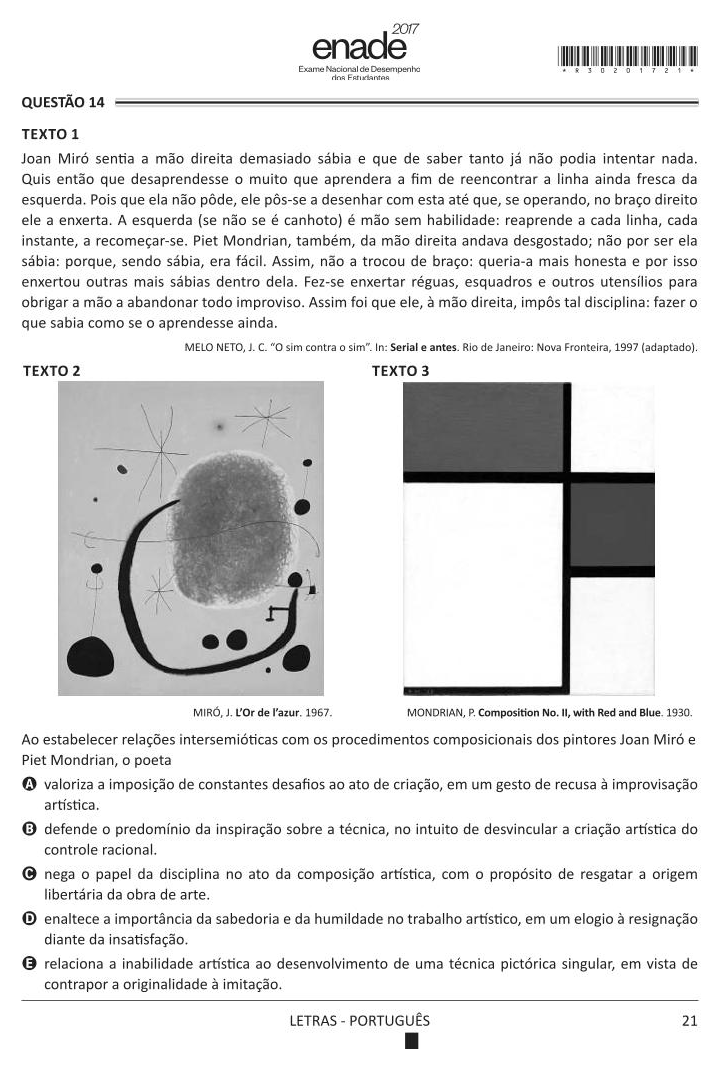 2017
enade
Exame Nacional de Desempenho
dos Estudantes
* R 3 0 2 0 1 7 2 1 *
QUESTÃO 14
TEXTO 1
Joan Miró sentia a mão direita demasiado sábia e que de saber tanto já não podia intentar nada.
Quis então que desaprendesse o muito que aprendera a fim de reencontrar a linha ainda fresca da
esquerda. Pois que ela não pôde, ele pôs-se a desenhar com esta até que, se operando, no braço direito
ele a enxerta. A esquerda (se não se é canhoto) é mão sem habilidade: reaprende a cada linha, cada
instante, a recomeçar-se. Piet Mondrian, também, da mão direita andava desgostado; não por ser ela
sábia: porque, sendo sábia, era fácil. Assim, não a trocou de braço: queria-a mais honesta e por isso
enxertou outras mais sábias dentro dela. Fez-se enxertar réguas, esquadros e outros utensílios para
obrigar a mão a abandonar todo improviso. Assim foi que ele, à mão direita, impôs tal disciplina: fazer o
que sabia como se o aprendesse ainda.
MELO NETO, J. C. “O sim contra o sim”. In: Serial e antes. Rio de Janeiro: Nova Fronteira, 1997 (adaptado).
TEXTO 2
TEXTO 3
MIRÓ, J. L’Or de l’azur. 1967.
MONDRIAN, P. Composition No. II, with Red and Blue. 1930.
Ao estabelecer relações intersemióticas com os procedimentos composicionais dos pintores Joan Miró e
Piet Mondrian, o poeta
A valoriza a imposição de constantes desafios ao ato de criação, em um gesto de recusa à improvisação
artística.
B defende o predomínio da inspiração sobre a técnica, no intuito de desvincular a criação artística do
controle racional.
C nega o papel da disciplina no ato da composição artística, com o propósito de resgatar a origem
libertária da obra de arte.
D enaltece a importância da sabedoria e da humildade no trabalho artístico, em um elogio à resignação
diante da insatisfação.
E relaciona a inabilidade artística ao desenvolvimento de uma técnica pictórica singular, em vista de
contrapor a originalidade à imitação.
LETRAS - PORTUGUÊS
21